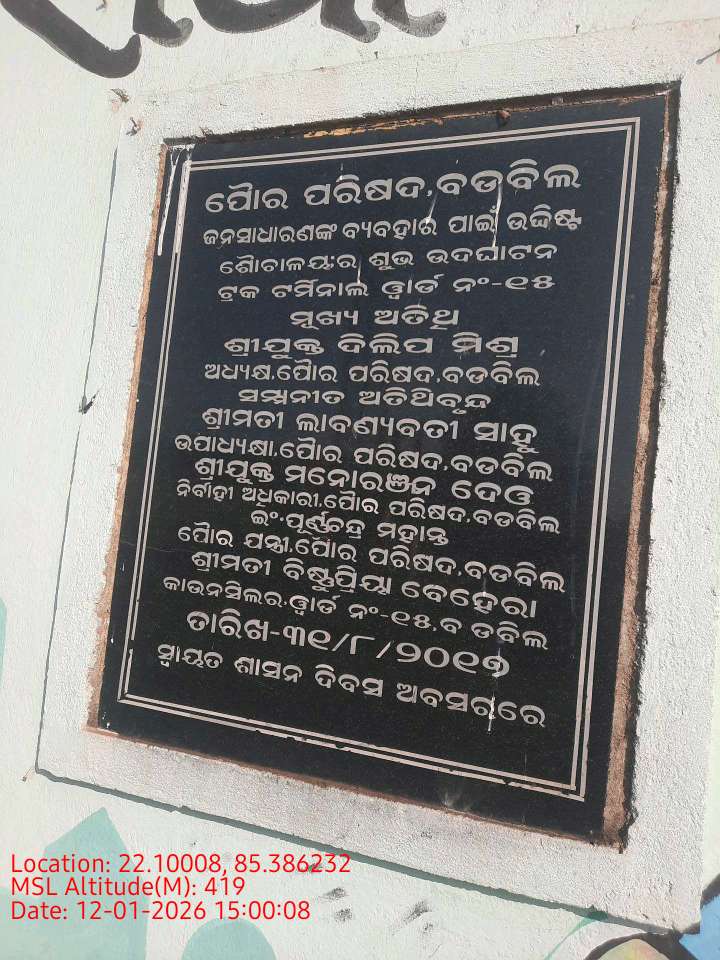 ପୌର ପରିଷଦ,ବଡବିଲ
ଜନସାଧାରଣଙ୍କ ବ୍ୟବହାର ପାଇଁ ଉଦ୍ଦିଷ୍ଟ
ଶୌଚାଳୟ:ର ଶୁଭ ଉଦଘାଟନ
ଟ୍ରକ ଟର୍ମିନାଲ ୱାର୍ଡ ନଂ-୧୫
ମୂଖ୍ୟ ଅତିଥି
ଶ୍ରୀଯୁକ୍ତ ଦିଲିପ ମିଶ୍ର
ଅଧ୍ୟକ୍ଷ,ପୌର ପରିଷଦ,ବଡବିଲ
ସମ୍ମନୀତ ଅତିଥିବୃନ୍ଦ
ଶ୍ରୀମତୀ ଲାବଣ୍ୟବତୀ ସାହୁ
ଉପାଧ୍ୟକ୍ଷା,ପୌର ପରିଷଦ,ବଡବିଲ
ଶ୍ରୀଯୁକ୍ତ ମନୋରଞ୍ଜନ ଦେଓ
ନିର୍ବାହୀ ଅଧିକାରୀ,ପୌର ପରିଷଦ,ବଡବିଲ
ଇଂ.ପୂର୍ଣ୍ଣଚନ୍ଦ୍ର ମହାନ୍ତ
ପୌର ଯନ୍ତ୍ରୀ,ପୌର ପରିଷଦ,ବଡବିଲ
ଶ୍ରୀମତୀ ବିଷ୍ଣୁପ୍ରିୟା ବେହେରା
କାଉନସିଲର,ୱାର୍ଡ ନଂ-୧୫,ବଡବିଲ
ତାରିଖ-୩୧/୮/୨୦୧୭
ସ୍ୱାୟତ ଶାସନ ଦିବସ ଅବସରରେ
Location: 22.10008, 85.386232
MSL Altitude(M): 419
Date: 12-01-2026 15:00:08